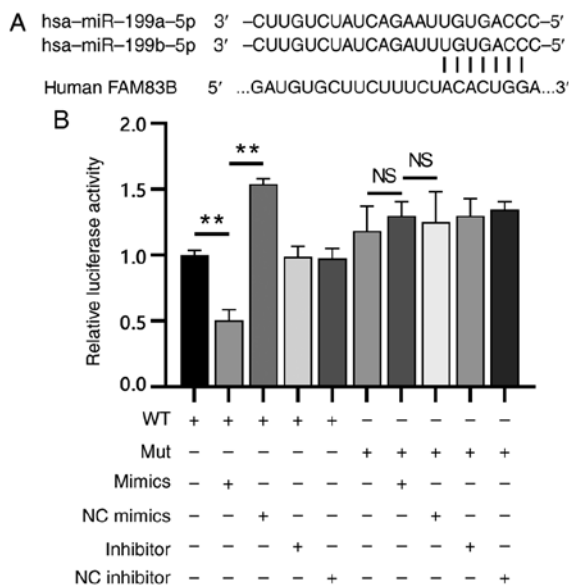 A
hsa–miR–199a–5p 3′ –CUUGUCUAUCAGAAUUGUGACCC–5′
hsa–miR–199b–5p 3′ –CUUGUCUAUCAGAUUUGUGACCC–5′
Human FAM83B 5′ ...GAUGUGCUUCUUUCUACACUGGA...3′
B
Relative luciferase activity
2.0
1.5
1.0
0.5
0.0
** ** NS NS
WT + + + + + – – – – –
Mut – – – – – + + + + +
Mimics – + – – – – + – – –
NC mimics – – + – – – – + – –
Inhibitor – – – + – – – – + –
NC inhibitor – – – – + – – – – +